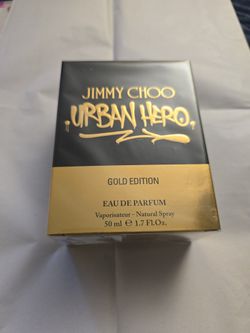 JIMMY CHOO
.URBAN HERO.
GOLD EDITION
EAU DE PARFUM
Vaporisateur - Natural Spray
50 ml ℮ 1.7 Fl.Oz.